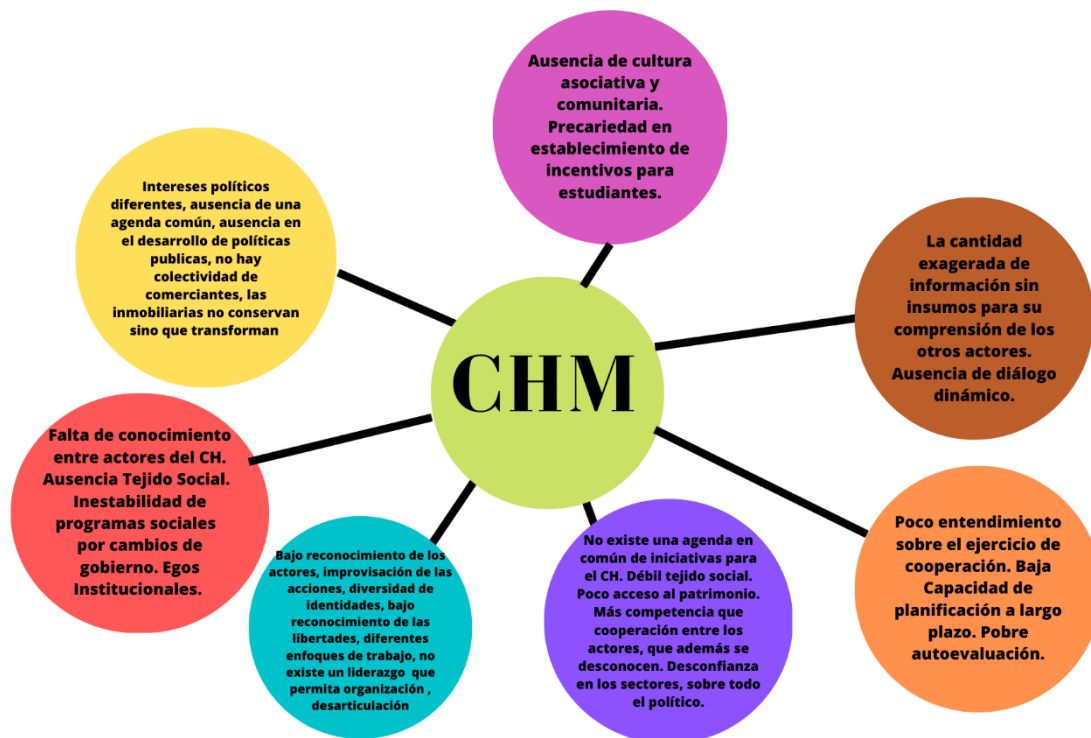 Ausencia de cultura
asociativa y
comunitaria.
Precariedad en
establecimiento de
incentivos para
estudiantes.
Intereses políticos
diferentes, ausencia de una
agenda común, ausencia en
el desarrollo de políticas
publicas, no hay
colectividad de
comerciantes, las
inmobiliarias no conservan
sino que transforman
La cantidad
exagerada de
información sin
insumos para su
comprensión de los
otros actores.
Ausencia de diálogo
dinámico.
CHM
Falta de conocimiento
entre actores del CH.
Ausencia Tejido Social.
Inestabilidad de
programas sociales
por cambios de
gobierno. Egos
Institucionales.
Bajo reconocimiento de los
actores, improvisación de las
acciones, diversidad de
identidades, bajo
reconocimiento de las
libertades, diferentes
enfoques de trabajo, no
existe un liderazgo que
permita organización ,
desarticulación
No existe una agenda en
común de iniciativas para
el CH. Débil tejido social.
Poco acceso al patrimonio.
Más competencia que
cooperación entre los
actores, que además se
desconocen. Desconfianza
en los sectores, sobre todo
el político.
Poco entendimiento
sobre el ejercicio de
cooperación. Baja
Capacidad de
planificación a largo
plazo. Pobre
autoevaluación.